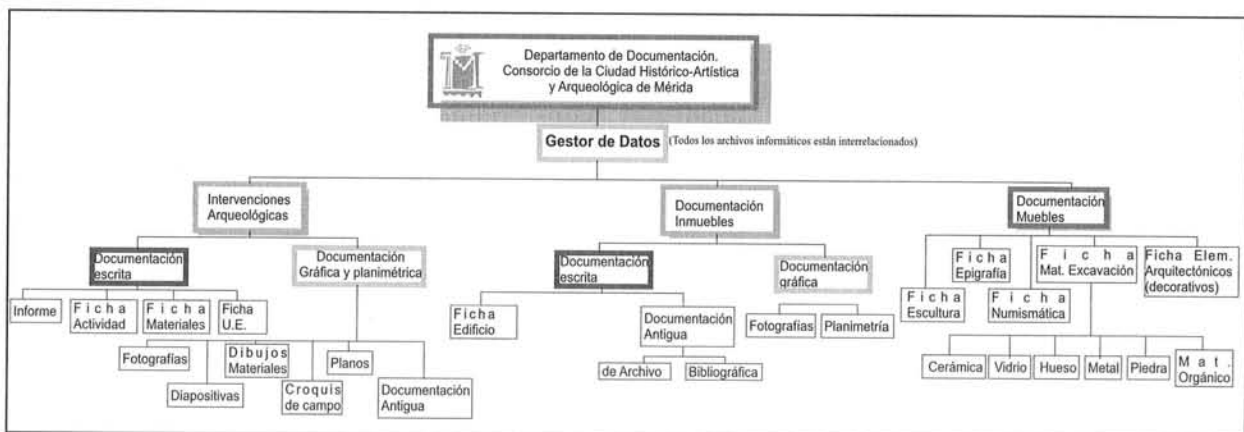 Departamento de Documentación.
Consorcio de la Ciudad Histórico-Artística
y Arqueológica de Mérida
Gestor de Datos (Todos los archivos informáticos están interrelacionados)
Intervenciones
Arqueológicas
Documentación
escrita
Informe
Ficha
Actividad
Ficha
Materiales
Ficha
U.E.
Documentación
Gráfica y planimétrica
Fotografías
Diapositivas
Dibujos
Materiales
Croquis
de campo
Planos
Documentación
Antigua
Documentación
Inmuebles
Documentación
escrita
Ficha
Edificio
Documentación
Antigua
de Archivo
Bibliográfica
Documentación
gráfica
Fotografías
Planimetría
Documentación
Muebles
Ficha
Escultura
Ficha
Epigrafía
Ficha
Numismática
Ficha
Mat. Excavación
Ficha Elem.
Arquitectónicos
(decorativos)
Cerámica
Vidrio
Hueso
Metal
Piedra
Mat.
Orgánico